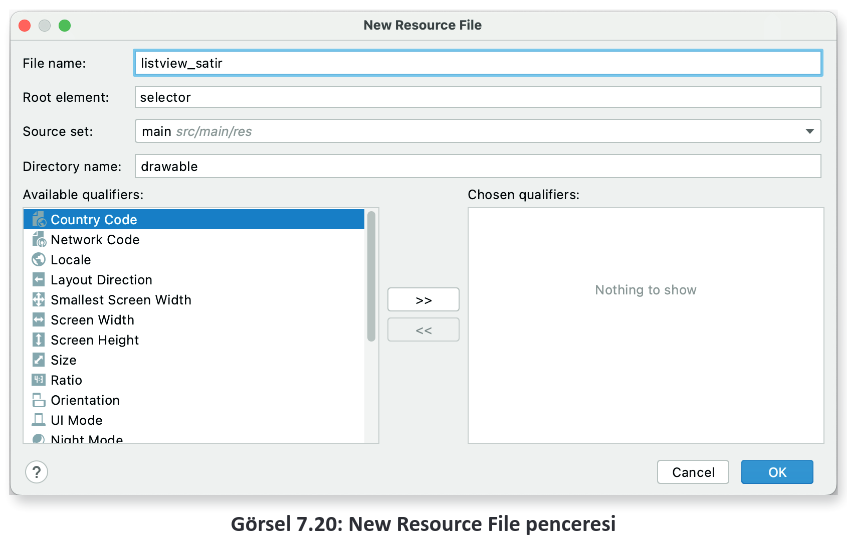 New Resource File
File name:
listview_satir
Root element:
selector
Source set:
main src/main/res
Directory name:
drawable
Available qualifiers:
Chosen qualifiers:
Country Code
Network Code
Locale
Layout Direction
Smallest Screen Width
Screen Width
Screen Height
Size
Ratio
Orientation
UI Mode
Night Mode
>>
<<
Nothing to show
?
Cancel
OK
Görsel 7.20: New Resource File penceresi